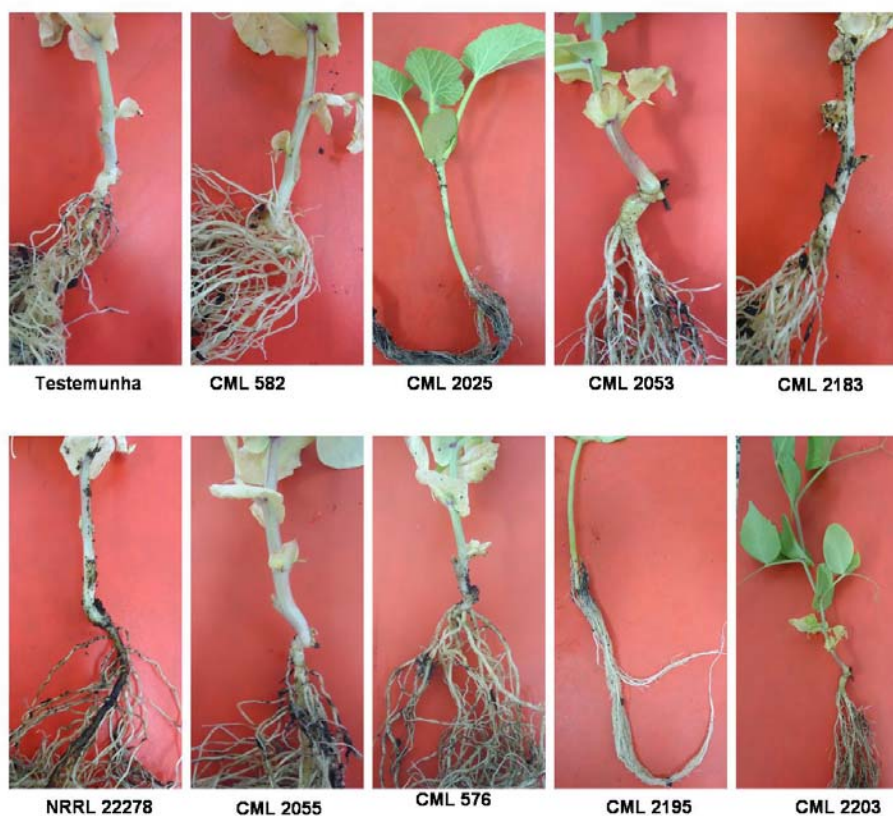 Testemunha
CML 582
CML 2025
CML 2053
CML 2183
NRRL 22278
CML 2055
CML 576
CML 2195
CML 2203